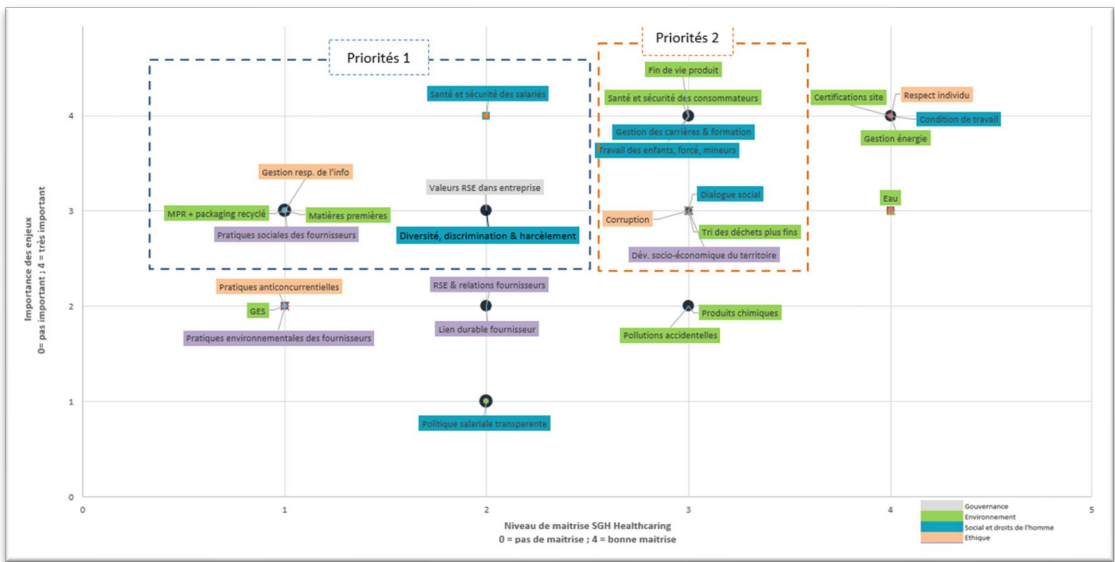 Priorités 1
Priorités 2
Fin de vie produit
Santé et sécurité des salariés
Santé et sécurité des consommateurs
Certifications site
Respect individu
Condition de travail
Gestion énergie
Gestion des carrières & formation
Travail des enfants, forcé, mineurs
Gestion resp. de l'info
Valeurs RSE dans entreprise
MPR + packaging recyclé
Matières premières
Pratiques sociales des fournisseurs
Diversité, discrimination & harcèlement
Dialogue social
Corruption
Tri des déchets plus fins
Dév. socio-économique du territoire
Eau
Pratiques anticoncurrentielles
GES
Pratiques environnementales des fournisseurs
RSE & relations fournisseurs
Lien durable fournisseur
Produits chimiques
Pollutions accidentelles
Politique salariale transparente
Importance des enjeux
0= pas important ; 4 = très important
4
3
2
1
0
0
1
2
3
4
5
Niveau de maitrise SGH Healthcaring
0 = pas de maitrise ; 4 = bonne maitrise
Gouvernance
Environnement
Social et droits de l'homme
Ethique